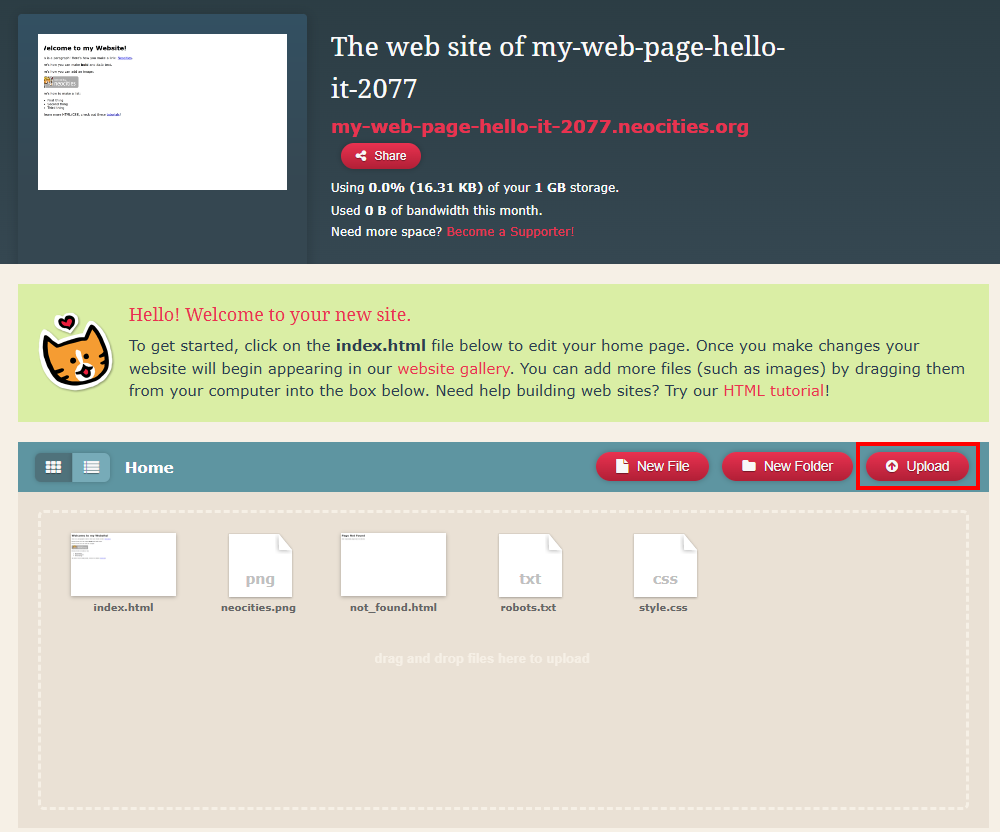 Welcome to my Website!
The web site of my-web-page-hello-
it-2077
my-web-page-hello-it-2077.neocities.org
Share
Using 0.0% (16.31 KB) of your 1 GB storage.
Used 0 B of bandwidth this month.
Need more space? Become a Supporter!
Hello! Welcome to your new site.
To get started, click on the index.html file below to edit your home page. Once you make changes your
website will begin appearing in our website gallery. You can add more files (such as images) by dragging them
from your computer into the box below. Need help building web sites? Try our HTML tutorial!
Home
New File
New Folder
Upload
png
txt
css
index.html
neocities.png
not_found.html
robots.txt
style.css
drag and drop files here to upload